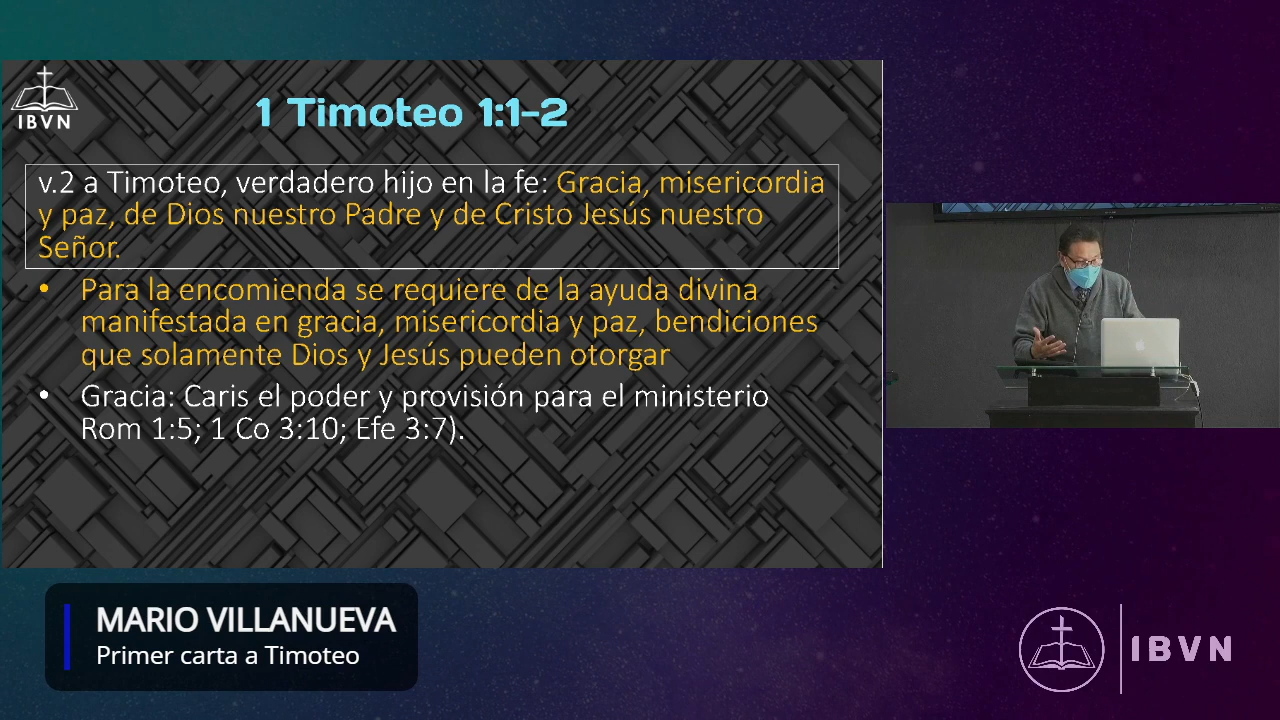 IBVN
1 Timoteo 1:1-2
v.2 a Timoteo, verdadero hijo en la fe: Gracia, misericordia
y paz, de Dios nuestro Padre y de Cristo Jesús nuestro
Señor.
• Para la encomienda se requiere de la ayuda divina
manifestada en gracia, misericordia y paz, bendiciones
que solamente Dios y Jesús pueden otorgar
• Gracia: Caris el poder y provisión para el ministerio
Rom 1:5; 1 Co 3:10; Efe 3:7).
MARIO VILLANUEVA
Primer carta a Timoteo
IBVN